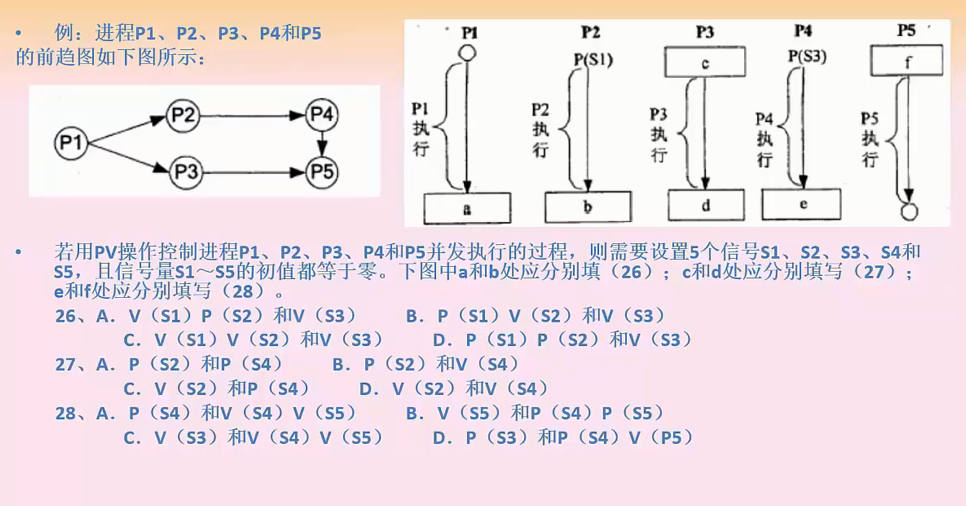 • 例：进程P1、P2、P3、P4和P5
的前趋图如下图所示：
P1
P2
P4
P3
P5
P1
P2
P3
P4
P5
P(S1)
c
P(S3)
f
P1
执
行
P2
执
行
P3
执
行
P4
执
行
P5
执
行
a
b
d
e
• 若用PV操作控制进程P1、P2、P3、P4和P5并发执行的过程，则需要设置5个信号S1、S2、S3、S4和
S5，且信号量S1～S5的初值都等于零。下图中a和b处应分别填（26）；c和d处应分别填写（27）；
e和f处应分别填写（28）。
26、A．V（S1）P（S2）和V（S3） B．P（S1）V（S2）和V（S3）
C．V（S1）V（S2）和V（S3） D．P（S1）P（S2）和V（S3）
27、A．P（S2）和P（S4） B．P（S2）和V（S4）
C．V（S2）和P（S4） D．V（S2）和V（S4）
28、A．P（S4）和V（S4）V（S5） B．V（S5）和P（S4）P（S5）
C．V（S3）和V（S4）V（S5） D．P（S3）和P（S4）V（P5）